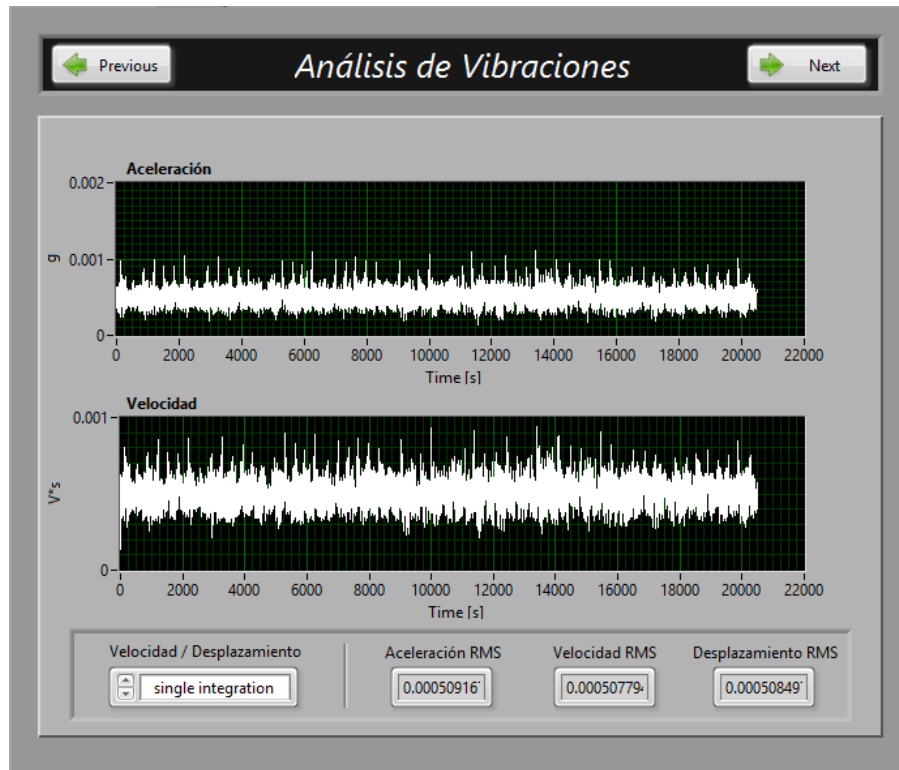 Previous
Análisis de Vibraciones
Next
Aceleración
0.002
0.001
0
g
0 2000 4000 6000 8000 10000 12000 14000 16000 18000 20000 22000
Time [s]
Velocidad
0.001
0
V*s
0 2000 4000 6000 8000 10000 12000 14000 16000 18000 20000 22000
Time [s]
Velocidad / Desplazamiento
single integration
Aceleración RMS
0.00050916
Velocidad RMS
0.00050779
Desplazamiento RMS
0.00050849